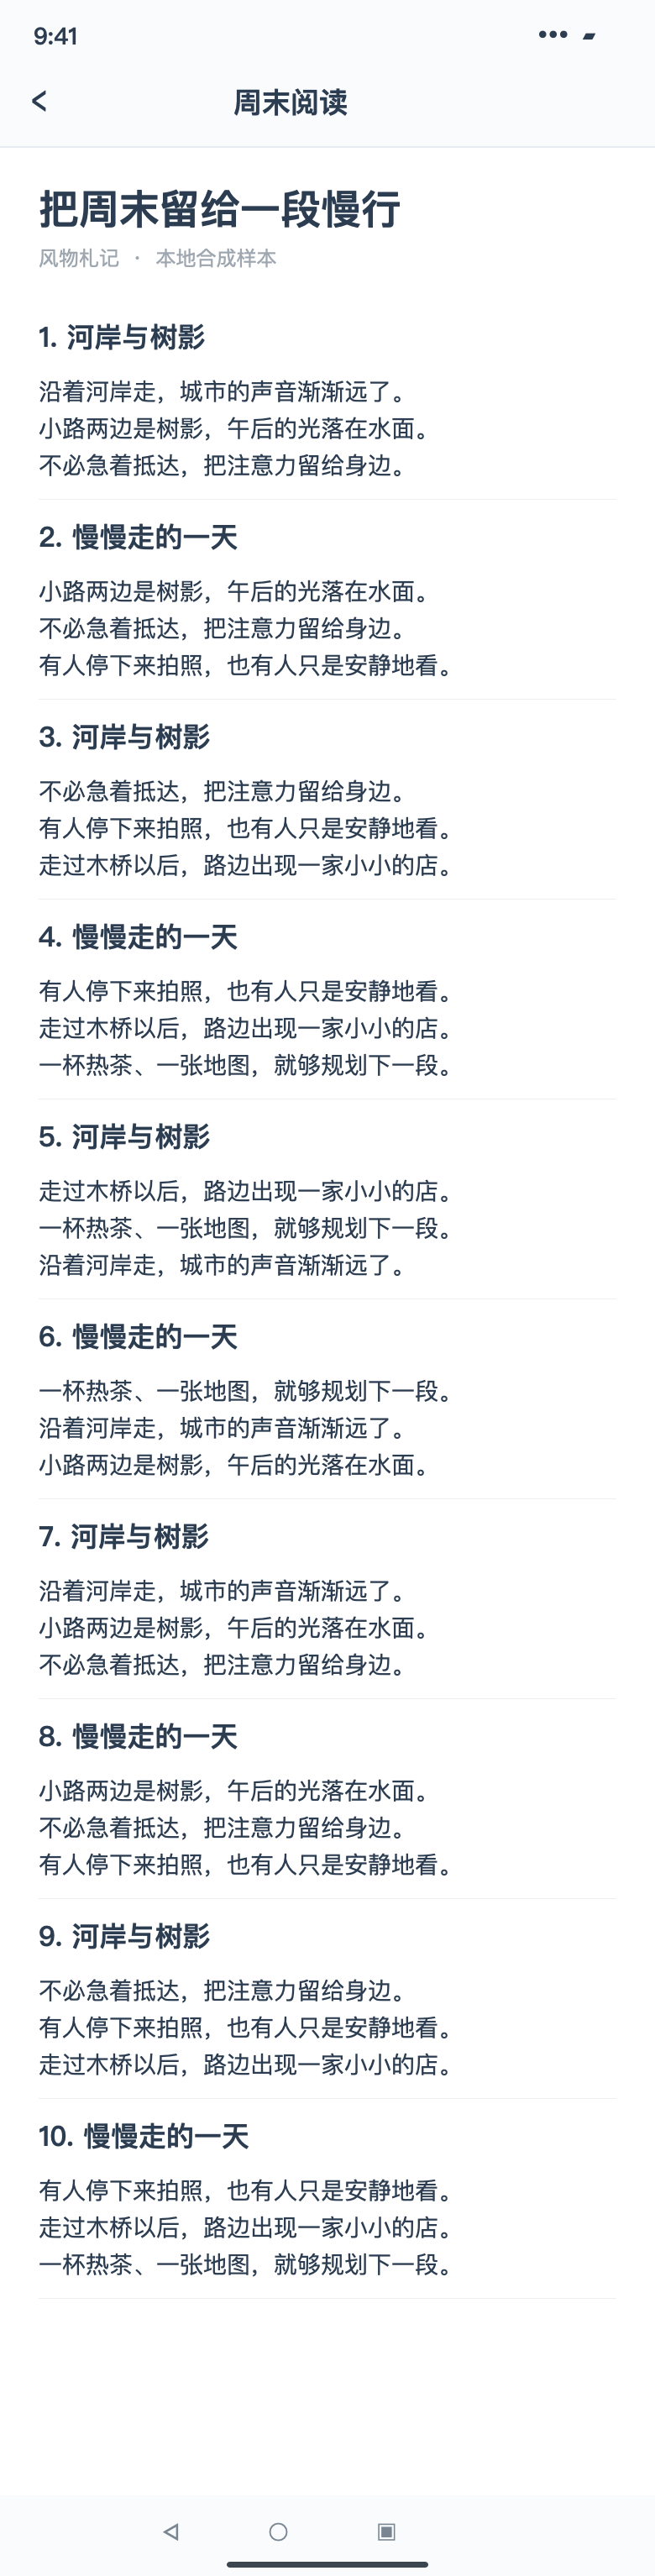 9:41
周末阅读
把周末留给一段慢行
风物札记 · 本地合成样本
1. 河岸与树影
沿着河岸走，城市的声音渐渐远了。
小路两边是树影，午后的光落在水面。
不必急着抵达，把注意力留给身边。
2. 慢慢走的一天
小路两边是树影，午后的光落在水面。
不必急着抵达，把注意力留给身边。
有人停下来拍照，也有人只是安静地看。
3. 河岸与树影
不必急着抵达，把注意力留给身边。
有人停下来拍照，也有人只是安静地看。
走过木桥以后，路边出现一家小小的店。
4. 慢慢走的一天
有人停下来拍照，也有人只是安静地看。
走过木桥以后，路边出现一家小小的店。
一杯热茶、一张地图，就够规划下一段。
5. 河岸与树影
走过木桥以后，路边出现一家小小的店。
一杯热茶、一张地图，就够规划下一段。
沿着河岸走，城市的声音渐渐远了。
6. 慢慢走的一天
一杯热茶、一张地图，就够规划下一段。
沿着河岸走，城市的声音渐渐远了。
小路两边是树影，午后的光落在水面。
7. 河岸与树影
沿着河岸走，城市的声音渐渐远了。
小路两边是树影，午后的光落在水面。
不必急着抵达，把注意力留给身边。
8. 慢慢走的一天
小路两边是树影，午后的光落在水面。
不必急着抵达，把注意力留给身边。
有人停下来拍照，也有人只是安静地看。
9. 河岸与树影
不必急着抵达，把注意力留给身边。
有人停下来拍照，也有人只是安静地看。
走过木桥以后，路边出现一家小小的店。
10. 慢慢走的一天
有人停下来拍照，也有人只是安静地看。
走过木桥以后，路边出现一家小小的店。
一杯热茶、一张地图，就够规划下一段。